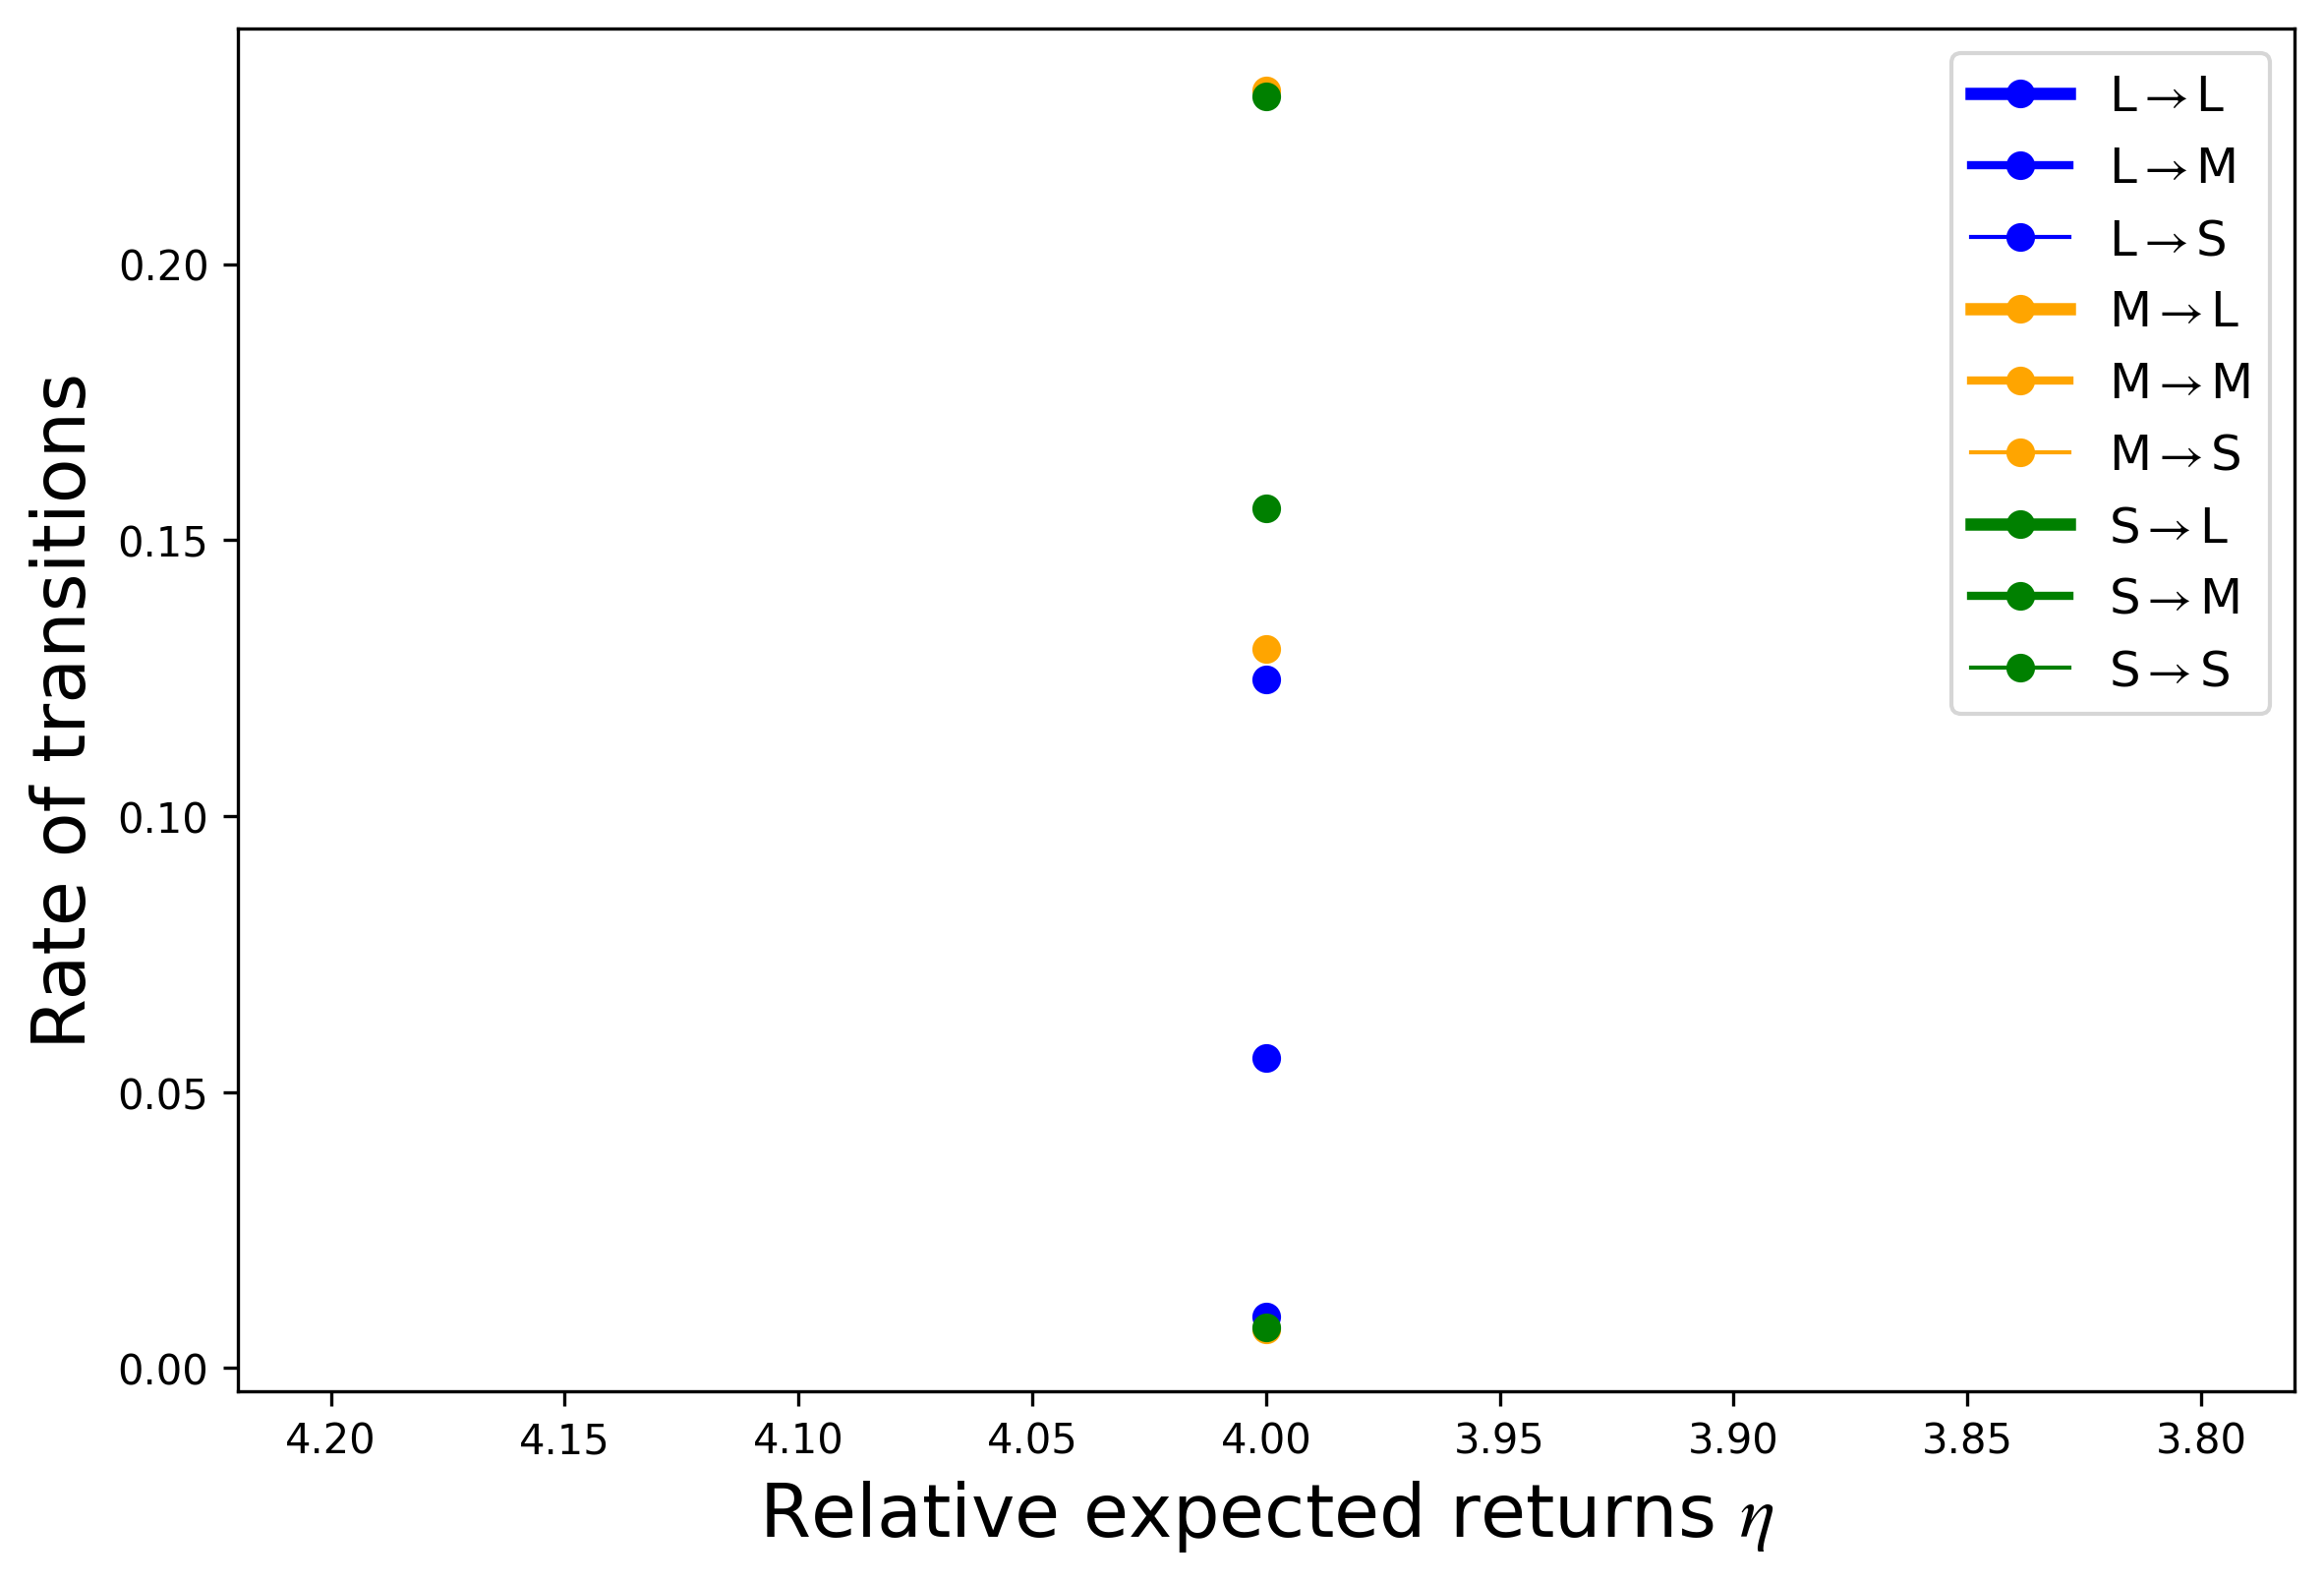 Rate of transitions
0.20
0.15
0.10
0.05
0.00
4.20 4.15 4.10 4.05 4.00 3.95 3.90 3.85 3.80
Relative expected returns η
L→L
L→M
L→S
M→L
M→M
M→S
S→L
S→M
S→S